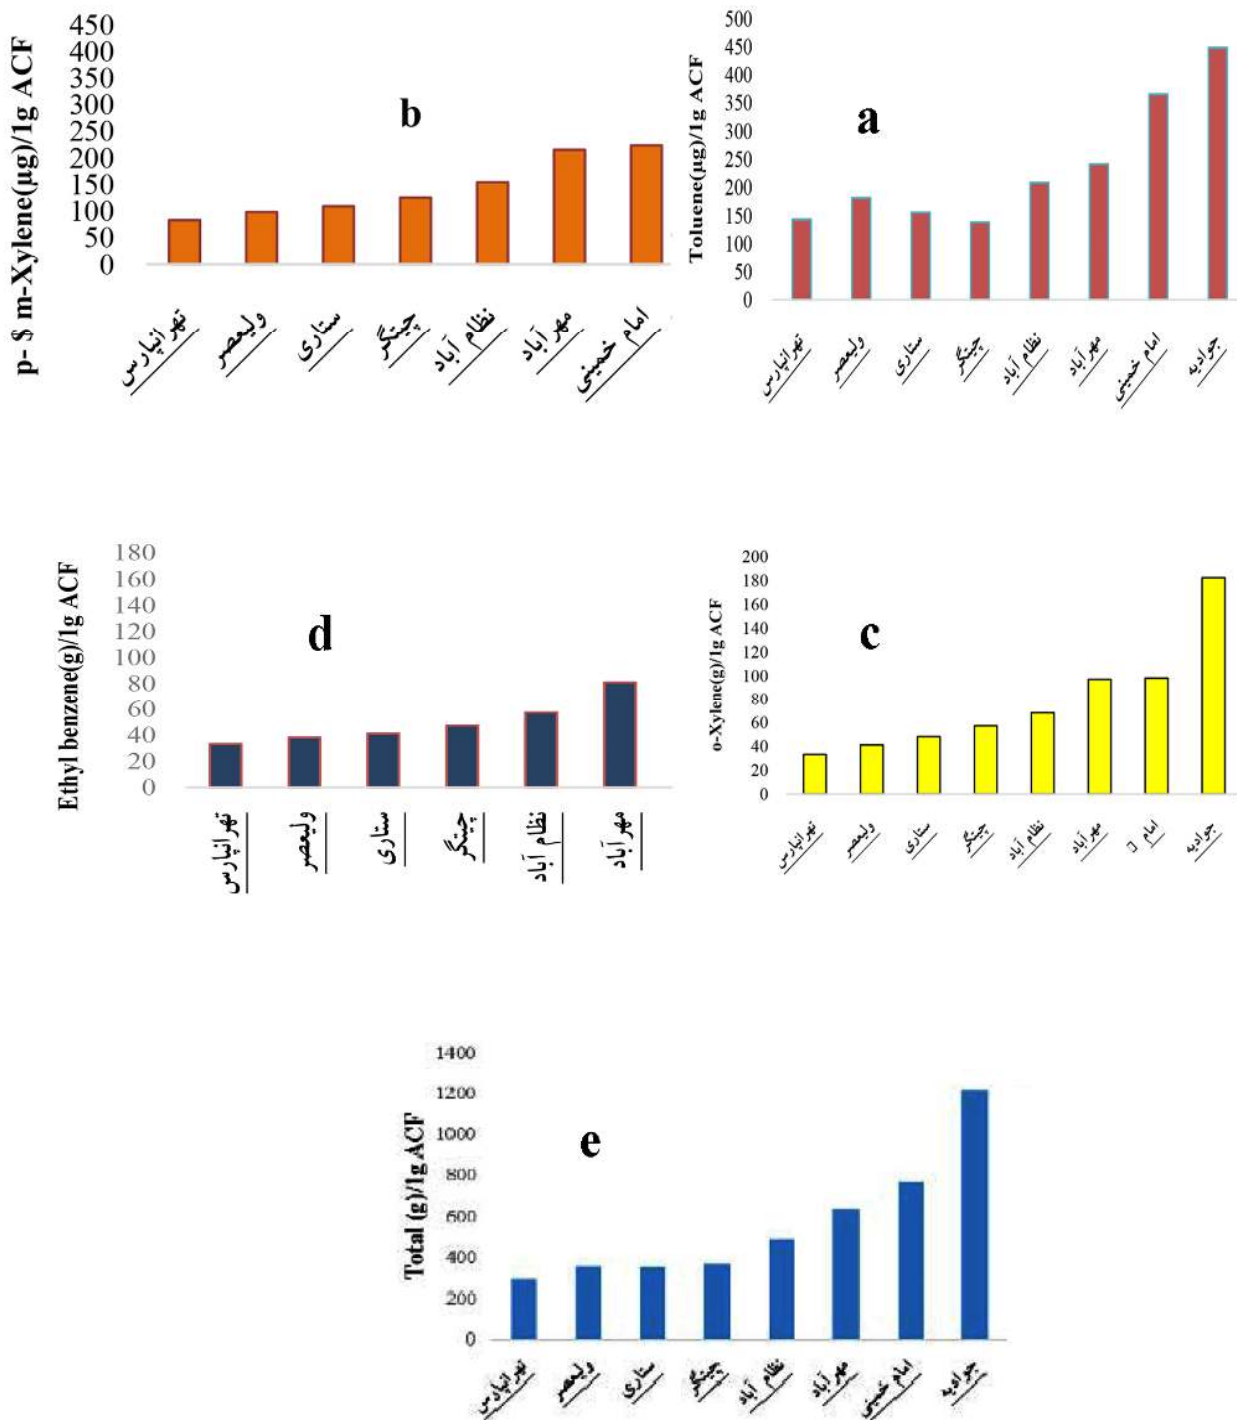 p- $ m-Xylene(µg)/1g ACF
450
400
350
300
250
200
150
100
50
0
b
تهرانپارس
ولیعصر
ستاری
چیتگر
نظام آباد
مهرآباد
امام خمینی
Toluene(µg)/1g ACF
500
450
400
350
300
250
200
150
100
50
0
a
تهرانپارس
ولیعصر
ستاری
چیتگر
نظام آباد
مهرآباد
امام خمینی
جوادیه
Ethyl benzene(g)/1g ACF
180
160
140
120
100
80
60
40
20
0
d
تهرانپارس
ولیعصر
ستاری
چیتگر
نظام آباد
مهرآباد
o-Xylene(g)/1g ACF
200
180
160
140
120
100
80
60
40
20
0
c
تهرانپارس
ولیعصر
ستاری
چیتگر
نظام آباد
مهرآباد
امام
جوادیه
Total (g)/1g ACF
1400
1200
1000
800
600
400
200
0
e
تهرانپارس
ولیعصر
ستاری
چیتگر
نظام آباد
مهرآباد
امام خمینی
جوادیه